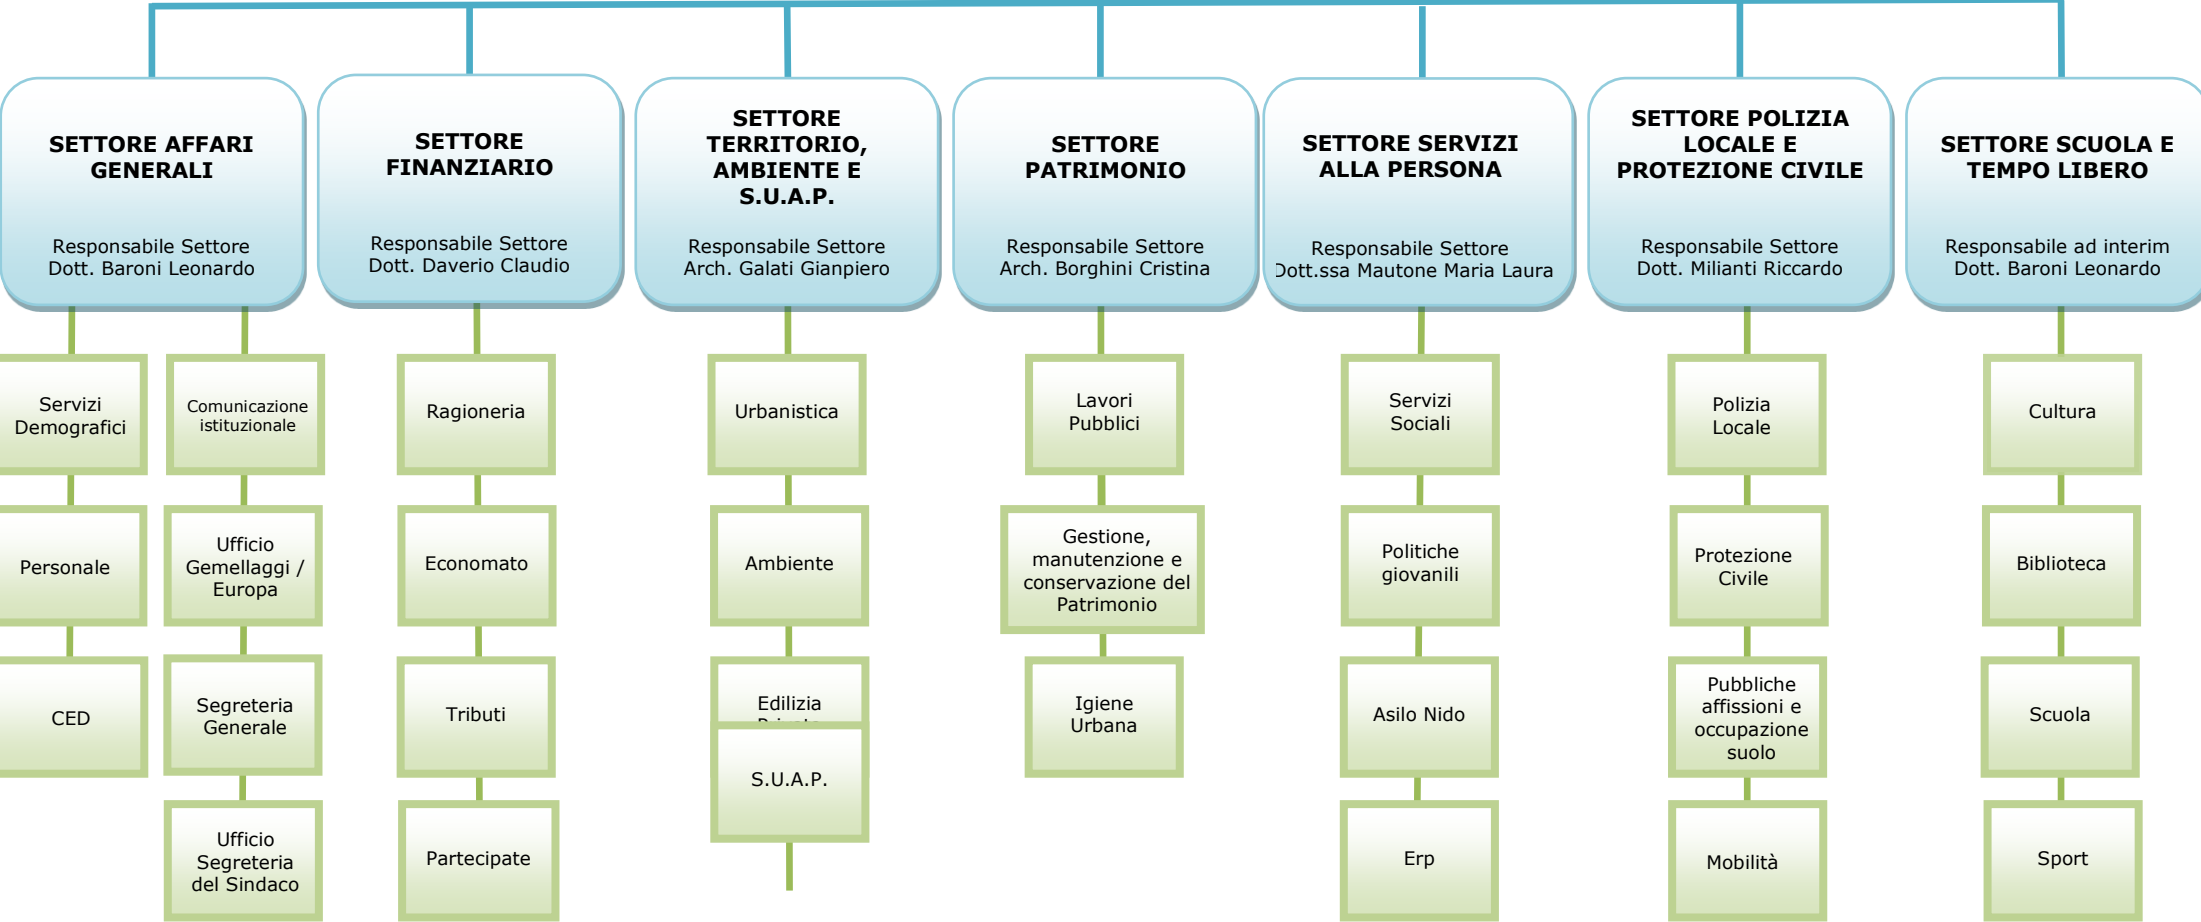 SETTORE AFFARI
GENERALI
Responsabile Settore
Dott. Baroni Leonardo
SETTORE
FINANZIARIO
Responsabile Settore
Dott. Daverio Claudio
SETTORE
TERRITORIO,
AMBIENTE E
S.U.A.P.
Responsabile Settore
Arch. Galati Gianpiero
SETTORE
PATRIMONIO
Responsabile Settore
Arch. Borghini Cristina
SETTORE SERVIZI
ALLA PERSONA
Responsabile Settore
Dott.ssa Mautone Maria Laura
SETTORE POLIZIA
LOCALE E
PROTEZIONE CIVILE
Responsabile Settore
Dott. Milianti Riccardo
SETTORE SCUOLA E
TEMPO LIBERO
Responsabile ad interim
Dott. Baroni Leonardo
Servizi
Demografici
Personale
CED
Comunicazione
istituzionale
Ufficio
Gemellaggi /
Europa
Segreteria
Generale
Ufficio
Segreteria
del Sindaco
Ragioneria
Economato
Tributi
Partecipate
Urbanistica
Ambiente
Edilizia
S.U.A.P.
Lavori
Pubblici
Gestione,
manutenzione e
conservazione del
Patrimonio
Igiene
Urbana
Servizi
Sociali
Politiche
giovanili
Asilo Nido
Erp
Polizia
Locale
Protezione
Civile
Pubbliche
affissioni e
occupazione
suolo
Mobilità
Cultura
Biblioteca
Scuola
Sport